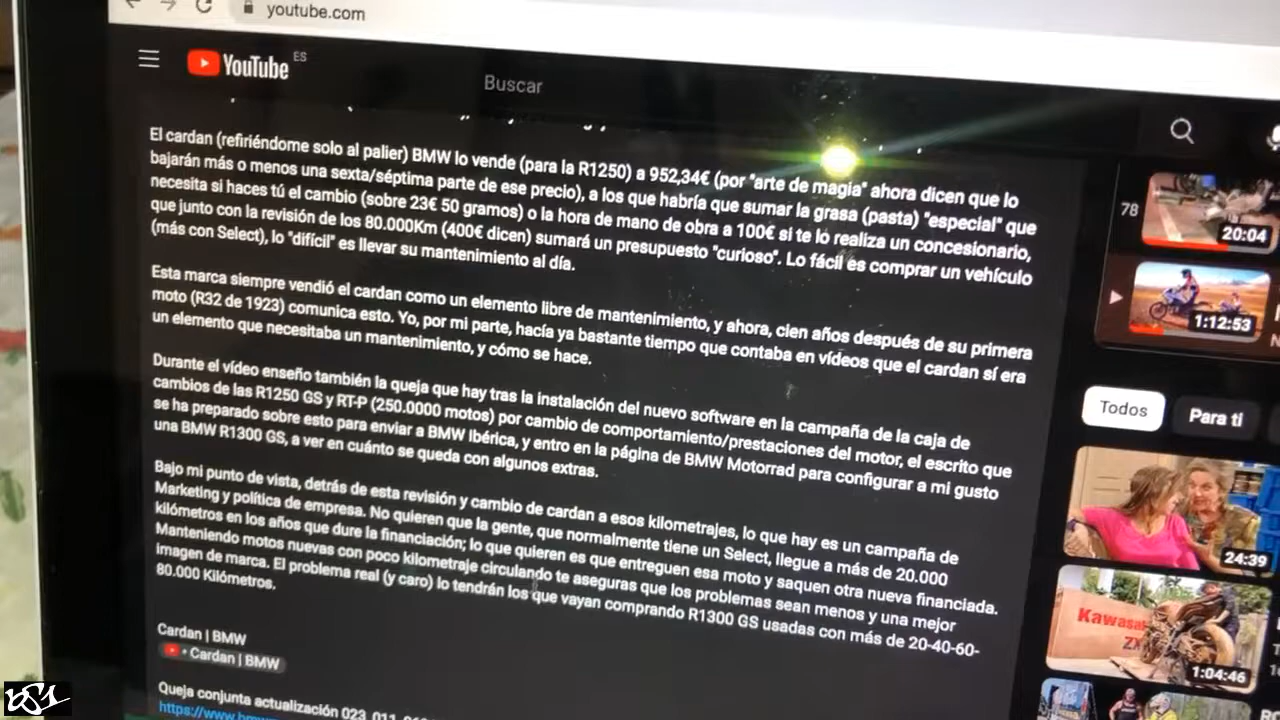 youtube.com
YouTube ES
Buscar
El cardan (refiriéndome solo al palier) BMW lo vende (para la R1250) a 952,34€ (por "arte de magia" ahora dicen que lo
bajarán más o menos una sexta/séptima parte de ese precio), a los que habría que sumar la grasa (pasta) "especial" que
necesita si haces tú el cambio (sobre 23€ 50 gramos) o la hora de mano de obra a 100€ si te lo realiza un concesionario,
que junto con la revisión de los 80.000Km (400€ dicen) sumará un presupuesto "curioso". Lo fácil es comprar un vehículo
(más con Select), lo "difícil" es llevar su mantenimiento al día.
Esta marca siempre vendió el cardan como un elemento libre de mantenimiento, y ahora, cien años después de su primera
moto (R32 de 1923) comunica esto. Yo, por mi parte, hacía ya bastante tiempo que contaba en vídeos que el cardan sí era
un elemento que necesitaba un mantenimiento, y cómo se hace.
Durante el vídeo enseño también la queja que hay tras la instalación del nuevo software en la campaña de la caja de
cambios de las R1250 GS y RT-P (250.0000 motos) por cambio de comportamiento/prestaciones del motor, el escrito que
se ha preparado sobre esto para enviar a BMW Ibérica, y entro en la página de BMW Motorrad para configurar a mi gusto
una BMW R1300 GS, a ver en cuánto se queda con algunos extras.
Bajo mi punto de vista, detrás de esta revisión y cambio de cardan a esos kilometrajes, lo que hay es un campaña de
Marketing y política de empresa. No quieren que la gente, que normalmente tiene un Select, llegue a más de 20.000
kilómetros en los años que dure la financiación; lo que quieren es que entreguen esa moto y saquen otra nueva financiada.
Manteniendo motos nuevas con poco kilometraje circulando te aseguras que los problemas sean menos y una mejor
imagen de marca. El problema real (y caro) lo tendrán los que vayan comprando R1300 GS usadas con más de 20-40-60-
80.000 Kilómetros.
Cardan | BMW
• Cardan | BMW
Queja conjunta actualización 023_011
https://www.bmw
78
20:04
1:12:53
Todos
Para ti
24:39
Kawasaki
ZX
1:04:46